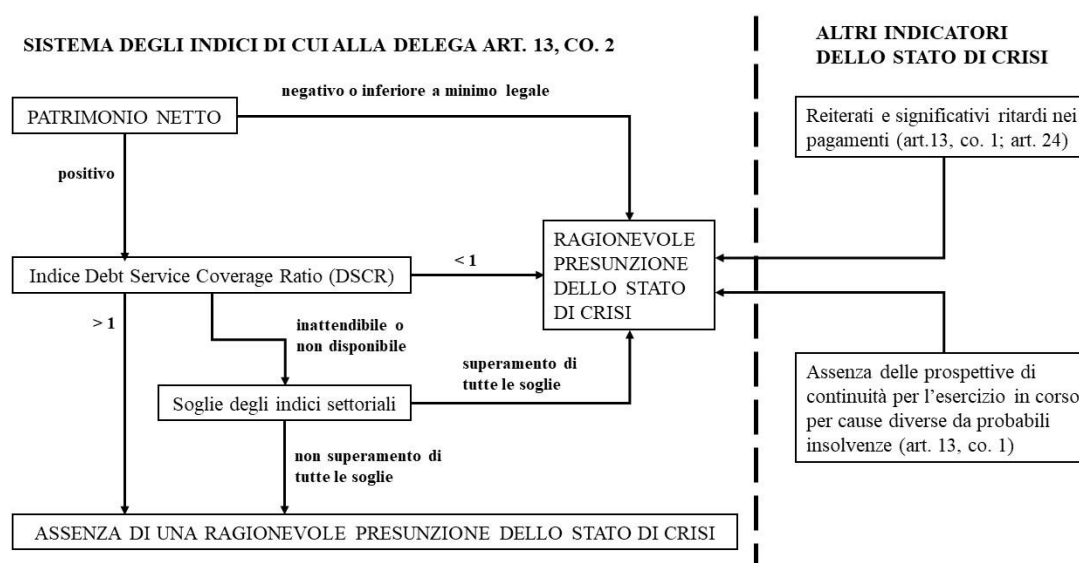 SISTEMA DEGLI INDICI DI CUI ALLA DELEGA ART. 13, CO. 2
PATRIMONIO NETTO
negativo o inferiore a minimo legale
positivo
Indice Debt Service Coverage Ratio (DSCR)
< 1
RAGIONEVOLE
PRESUNZIONE
DELLO STATO
DI CRISI
> 1
inattendibile o
non disponibile
Soglie degli indici settoriali
superamento di
tutte le soglie
non superamento di
tutte le soglie
ASSENZA DI UNA RAGIONEVOLE PRESUNZIONE DELLO STATO DI CRISI
ALTRI INDICATORI
DELLO STATO DI CRISI
Reiterati e significativi ritardi nei
pagamenti (art.13, co. 1; art. 24)
Assenza delle prospettive di
continuità per l’esercizio in corso
per cause diverse da probabili
insolvenze (art. 13, co. 1)